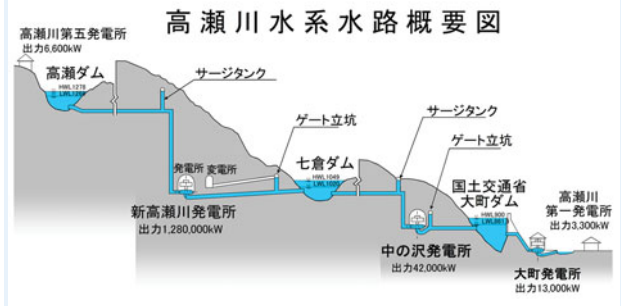 高瀬川水系水路概要図
高瀬川第五発電所
出力6,600kW
高瀬ダム
HWL1278
サージタンク
ゲート立坑
発電所
変電所
新高瀬川発電所
出力1,280,000kW
七倉ダム
HWL1049
サージタンク
ゲート立坑
国土交通省
大町ダム
HWL900
中の沢発電所
出力42,000kW
高瀬川
第一発電所
出力3,300kW
大町発電所
出力13,000kW